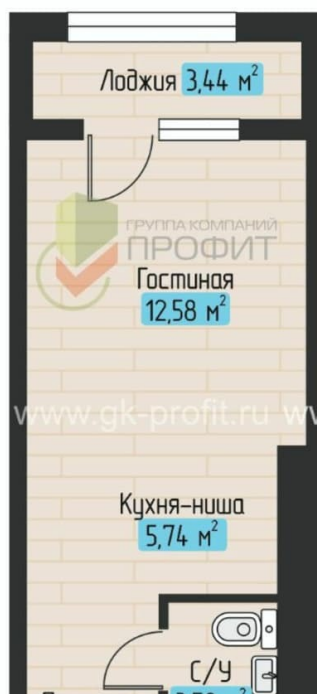 Лоджия 3,44 м²
ГРУППА КОМПАНИЙ
ПРОФИТ
Гостиная
12,58 м²
www.gk-profit.ru
Кухня-ниша
5,74 м²
С/У